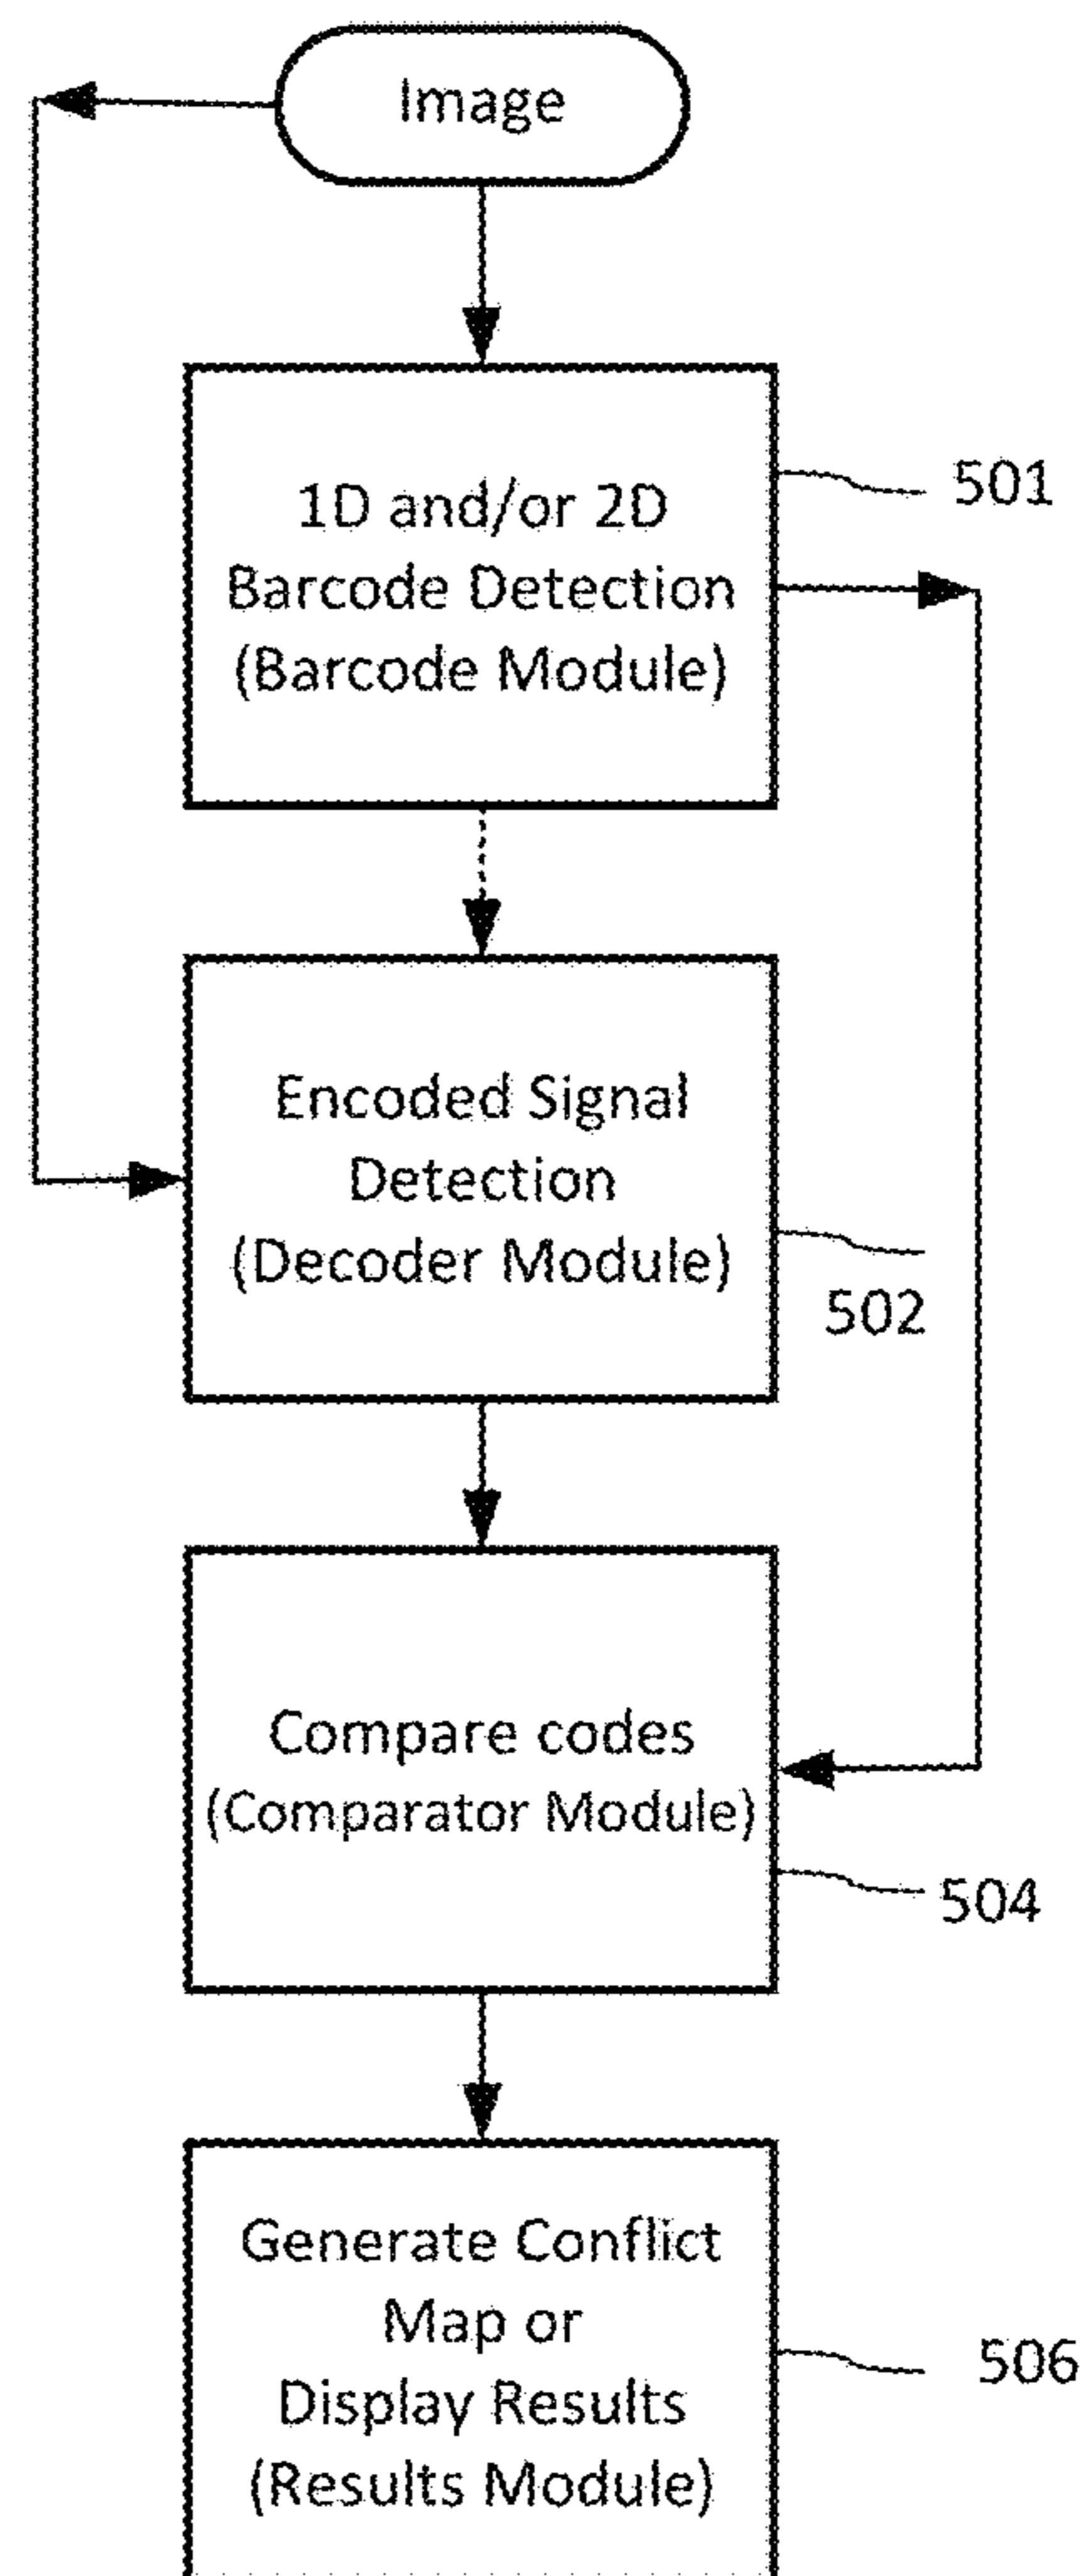 Image
1D and/or 2D
Barcode Detection
(Barcode Module)
501
Encoded Signal
Detection
(Decoder Module)
502
Compare codes
(Comparator Module)
504
Generate Conflict
Map or
Display Results
(Results Module)
506